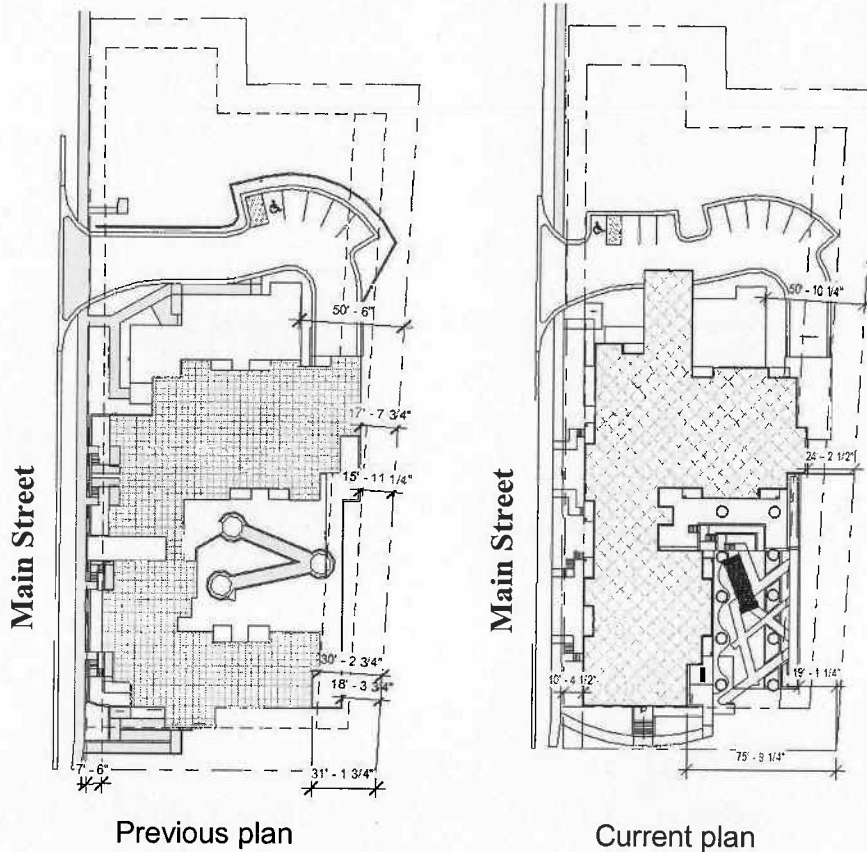 Main Street
50' - 6"
17' - 7 3/4"
15' - 11 1/4"
30' - 2 3/4"
18' - 3 3/4"
7' - 6"
31' - 1 3/4"
Previous plan
Main Street
50' - 10 1/4"
24' - 2 1/2"
10' - 4 1/2"
19' - 1 1/4"
75' - 9 1/4"
Current plan